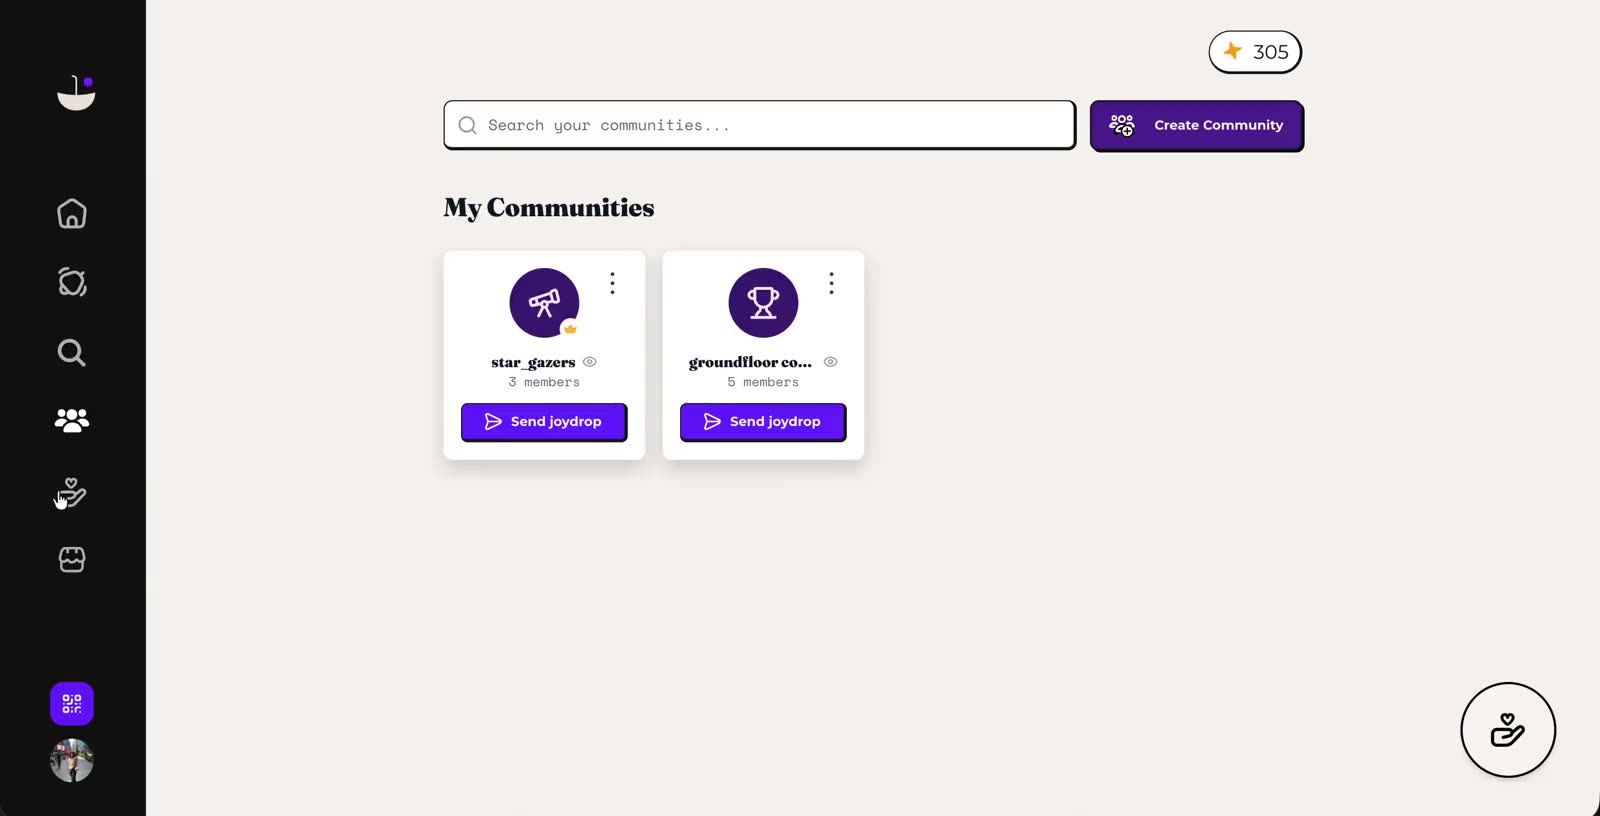 305
Search your communities...
Create Community
My Communities
star_gazers
3 members
Send joydrop
groundfloor co...
5 members
Send joydrop